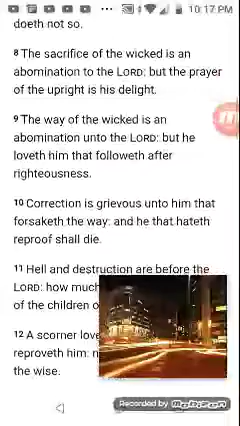 10:17 PM
doeth not so.
8 The sacrifice of the wicked is an
abomination to the LORD: but the prayer
of the upright is his delight.
9 The way of the wicked is an
abomination unto the LORD: but he
loveth him that followeth after
righteousness.
10 Correction is grievous unto him that
forsaketh the way: and he that hateth
reproof shall die.
11 Hell and destruction are before the
LORD: how much
of the children
12 A scorner
reproveth him:
the wise.
Recorded by Mobizen